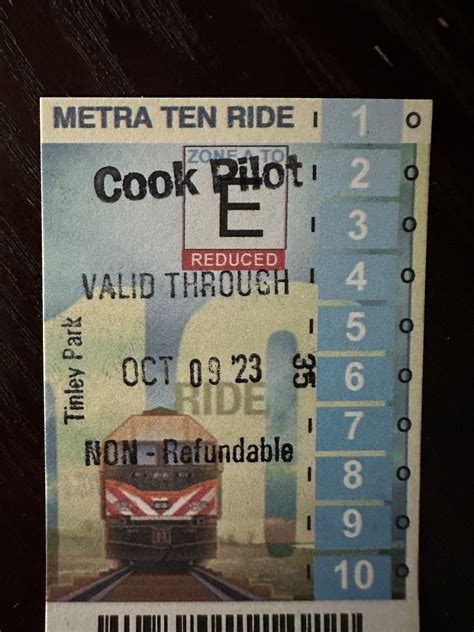 METRA TEN RIDE
ZONE A TO
Cook Pilot
E
REDUCED
VALID THROUGH
Tinley Park
OCT 09 '23
35
RIDE
NON - Refundable
1
2
3
4
5
6
7
8
9
10